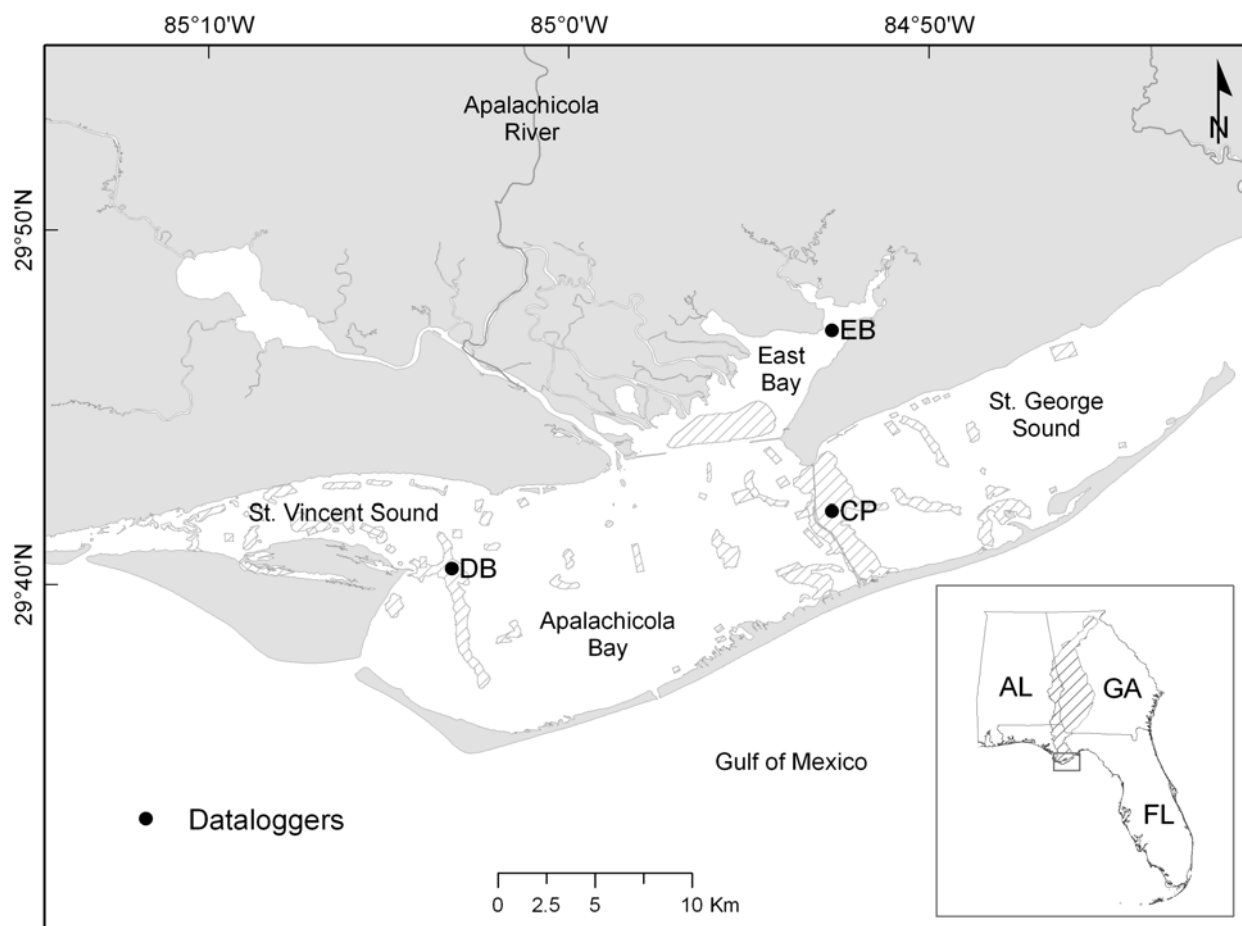 85°10'W
85°0'W
84°50'W
Apalachicola
River
N
29°50'N
EB
East
Bay
St. George
Sound
St. Vincent Sound
CP
DB
29°40'N
Apalachicola
Bay
AL
GA
Gulf of Mexico
FL
Dataloggers
0 2.5 5 10 Km